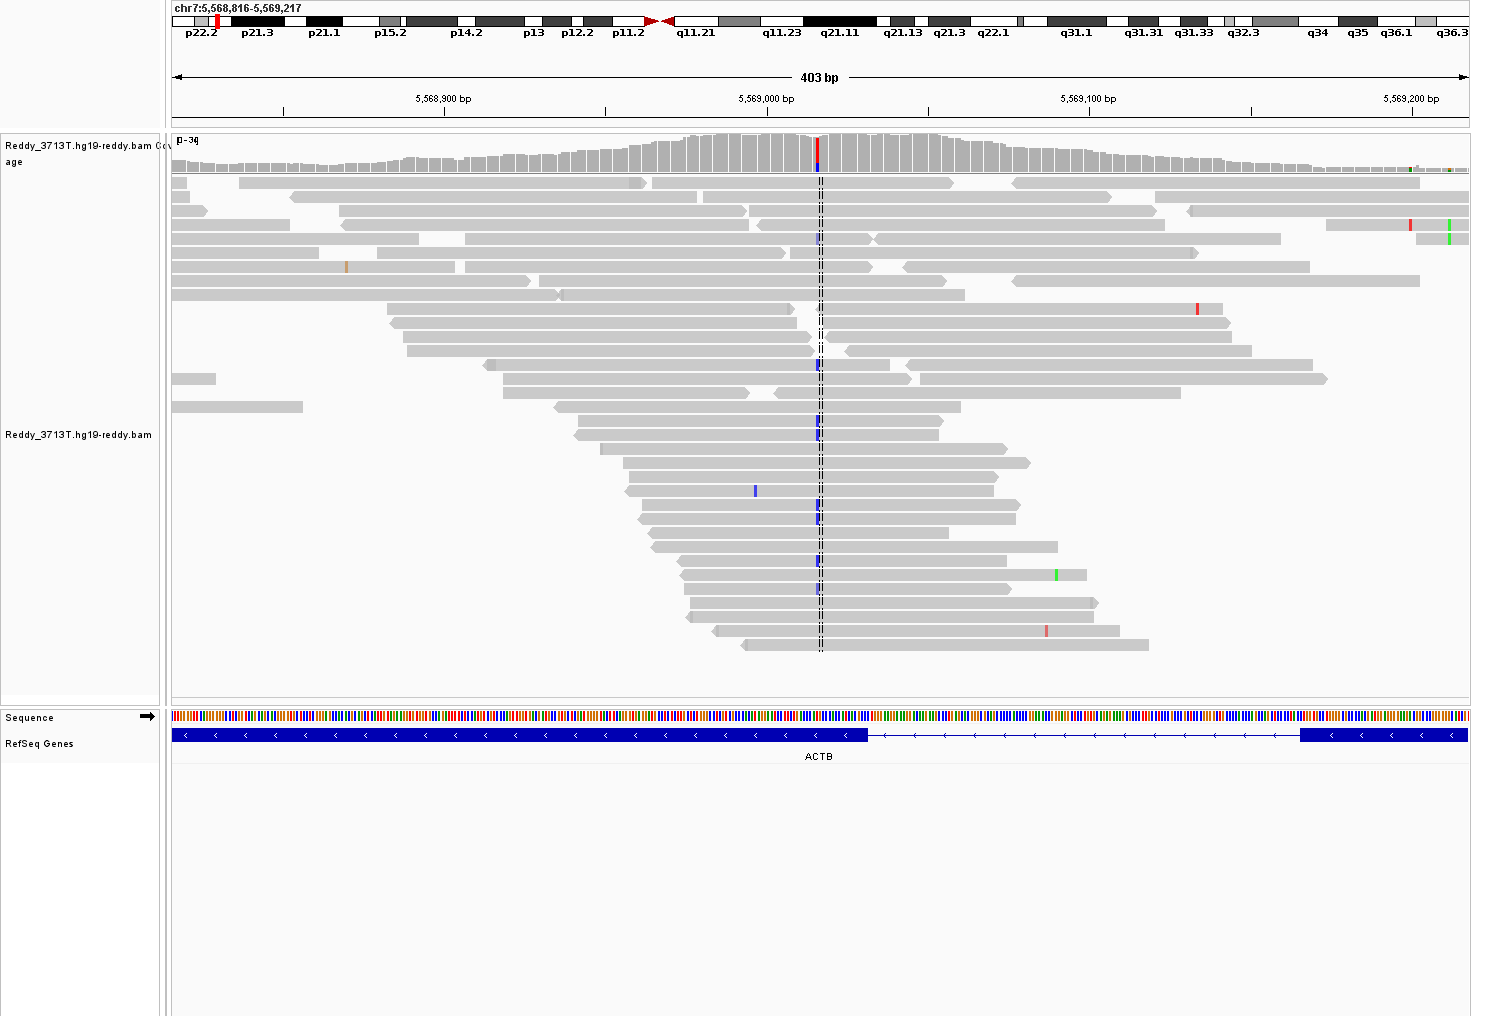 chr7:5,568,816-5,569,217
p22.2 p21.3 p21.1 p15.2 p14.2 p13 p12.2 p11.2 q11.21 q11.23 q21.11 q21.13 q21.3 q22.1 q31.1 q31.31 q31.33 q32.3 q34 q35 q36.1 q36.3
403 bp
5,568,900 bp 5,569,000 bp 5,569,100 bp 5,569,200 bp
Reddy_3713T.hg19-reddy.bam
age
Reddy_3713T.hg19-reddy.bam
Sequence
RefSeq Genes
ACTB